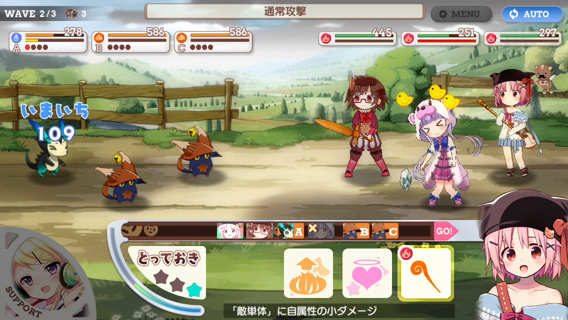 WAVE 2/3 3
通常攻撃
MENU
AUTO
278
A
586
B
586
C
445
251
297
いまいち
109
A B C GO!
とっておき
SUPPORT
「敵単体」に自属性の小ダメージ